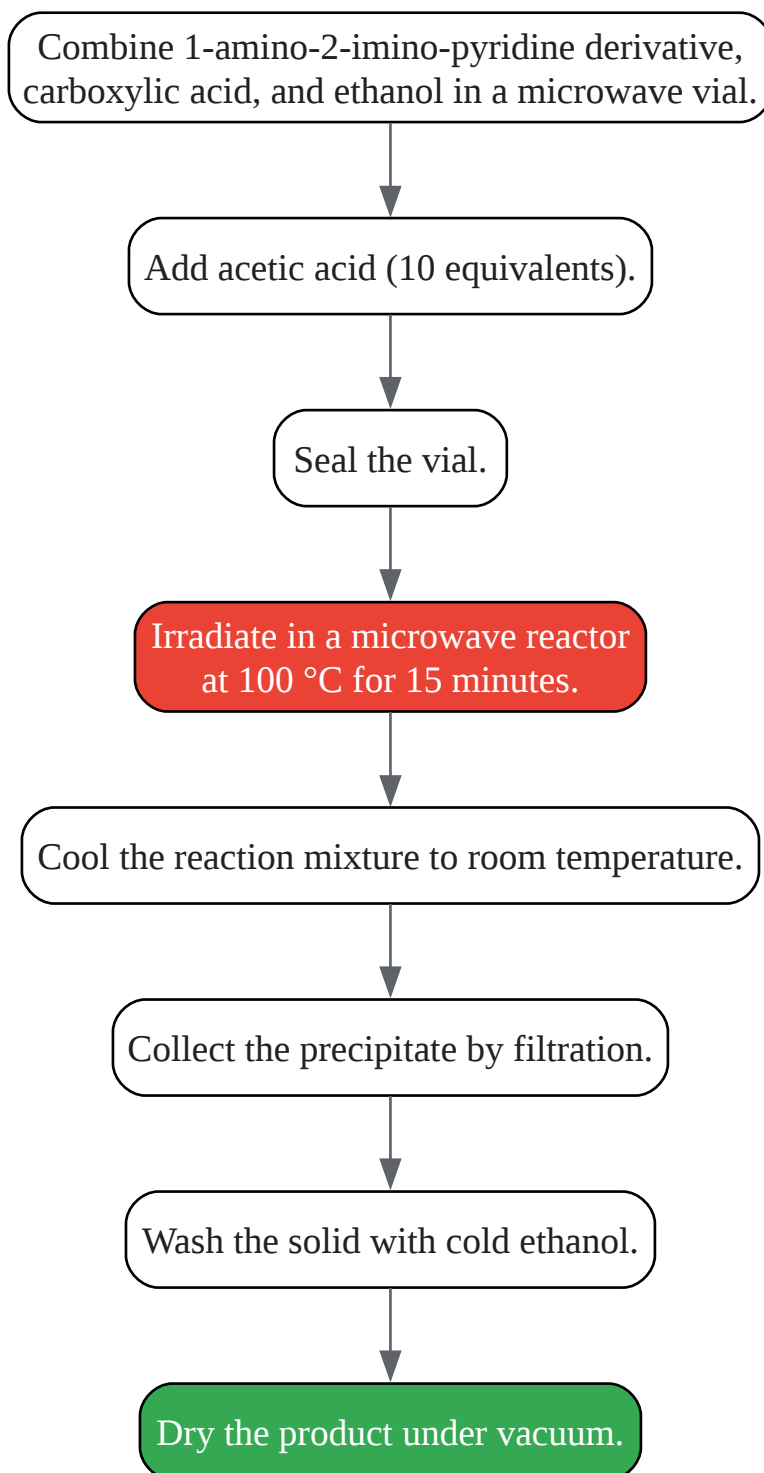 Combine 1-amino-2-imino-pyridine derivative,
carboxylic acid, and ethanol in a microwave vial.
Add acetic acid (10 equivalents).
Seal the vial.
Irradiate in a microwave reactor
at 100 °C for 15 minutes.
Cool the reaction mixture to room temperature.
Collect the precipitate by filtration.
Wash the solid with cold ethanol.
Dry the product under vacuum.